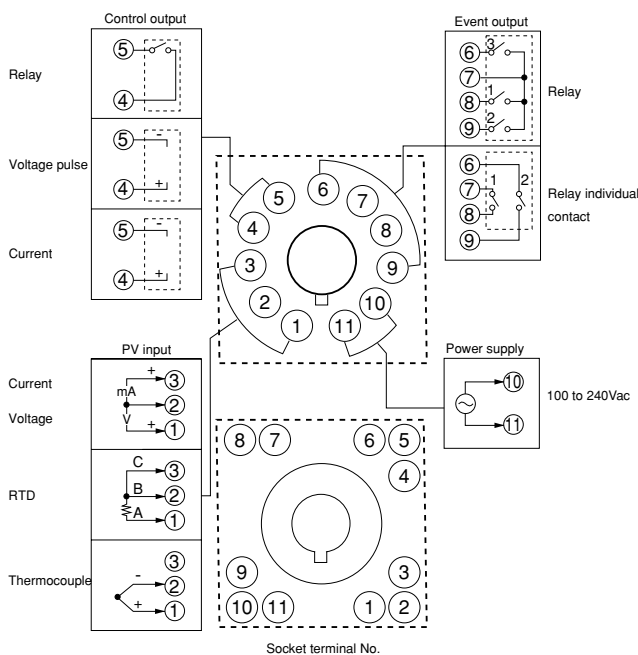 Control output
Relay
5
4
Voltage pulse
5 -
4 +
Current
5 -
4 +
Event output
6 3
7
8 1
9 2
Relay
6
7 1 2
8
9
Relay individual
contact
6
5 7
4 8
3 9
2 10
1 11
PV input
Current
Voltage
+ 3
mA
2
V + 1
RTD
C 3
B 2
A 1
Thermocouple
3
- 2
+ 1
Power supply
10
11
100 to 240Vac
8 7 6 5
4
9 3
10 11 1 2
Socket terminal No.